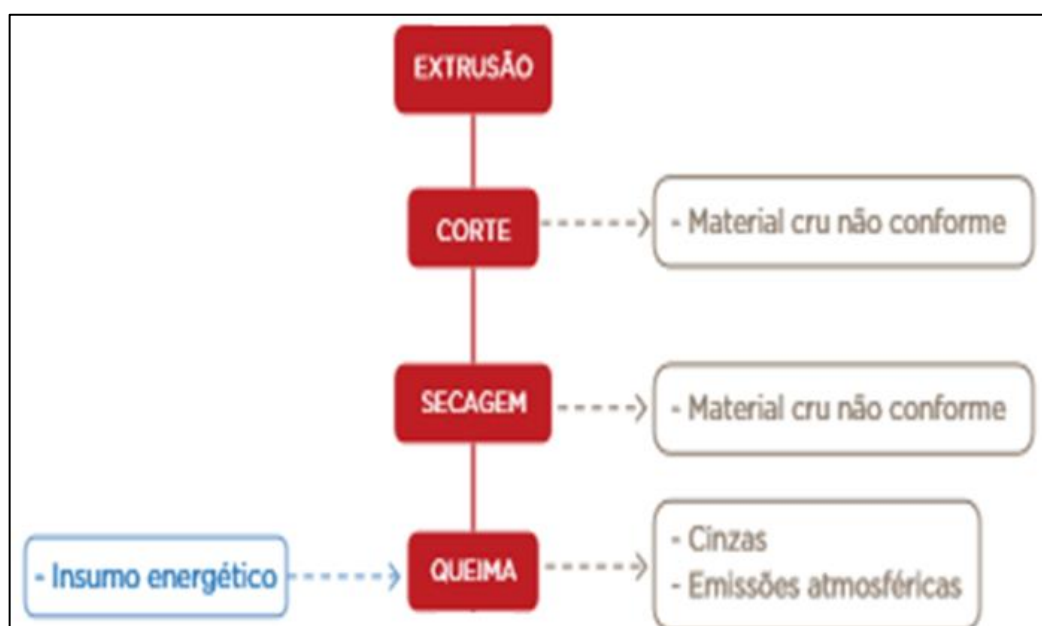 EXTRUSÃO
CORTE
- Material cru não conforme
SECAGEM
- Material cru não conforme
- Insumo energético
QUEIMA
- Cinzas
- Emissões atmosféricas